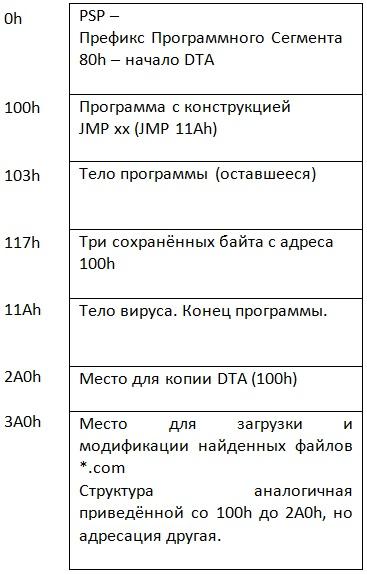 0h
PSP –
Префикс Программного Сегмента
80h – начало DTA
100h
Программа с конструкцией
JMP xx (JMP 11Ah)
103h
Тело программы (оставшееся)
117h
Три сохранённых байта с адреса
100h
11Ah
Тело вируса. Конец программы.
2A0h
Место для копии DTA (100h)
3A0h
Место для загрузки и
модификации найденных файлов
*.com
Структура аналогичная
приведённой со 100h до 2A0h, но
адресация другая.